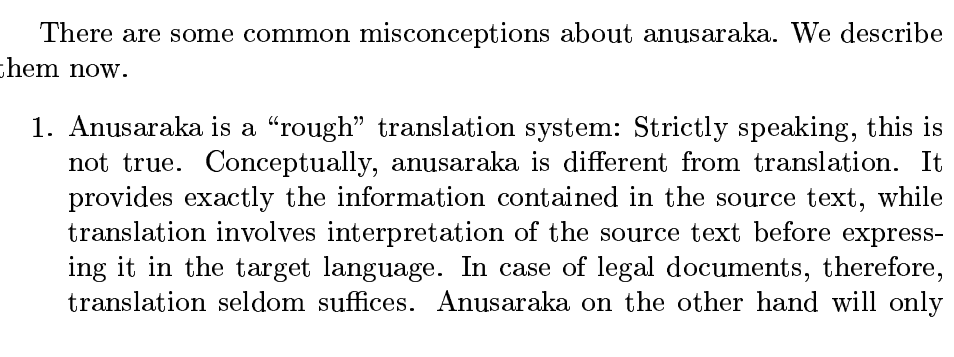 There are some common misconceptions about anusaraka. We describe
them now.
1. Anusaraka is a “rough” translation system: Strictly speaking, this is
not true. Conceptually, anusaraka is different from translation. It
provides exactly the information contained in the source text, while
translation involves interpretation of the source text before express-
ing it in the target language. In case of legal documents, therefore,
translation seldom suffices. Anusaraka on the other hand will only